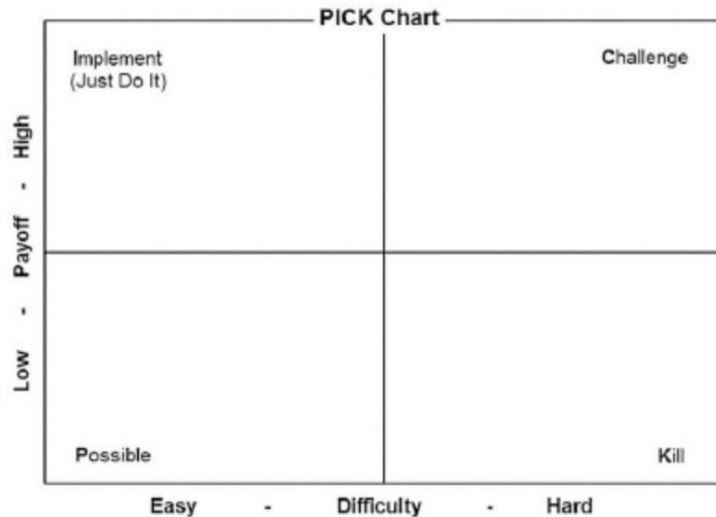 PICK Chart
Implement
(Just Do It)
Challenge
Low - Payoff - High
Possible
Kill
Easy - Difficulty - Hard